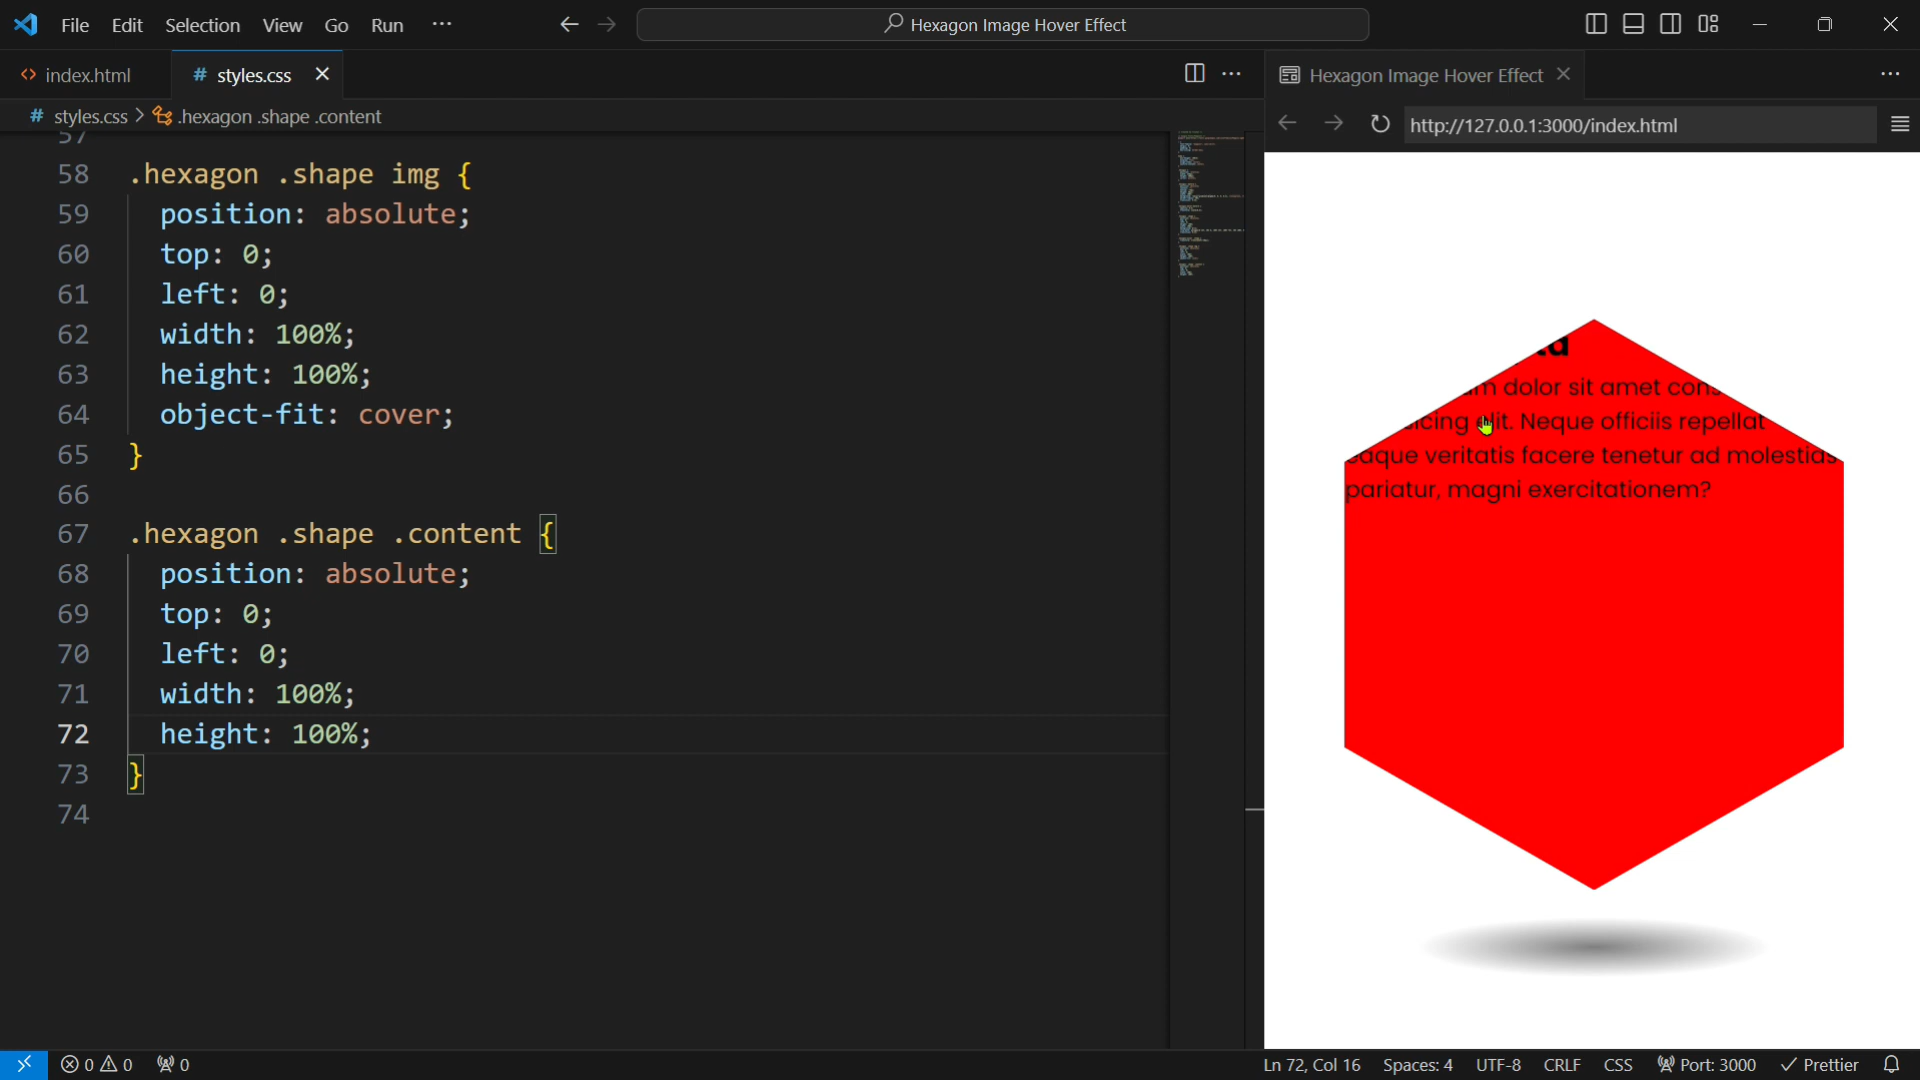 File Edit Selection View Go Run ···
Hexagon Image Hover Effect
index.html
# styles.css
Hexagon Image Hover Effect
# styles.css > .hexagon .shape .content
http://127.0.0.1:3000/index.html
57
58 .hexagon .shape img {
59 position: absolute;
60 top: 0;
61 left: 0;
62 width: 100%;
63 height: 100%;
64 object-fit: cover;
65 }
66
67 .hexagon .shape .content {
68 position: absolute;
69 top: 0;
70 left: 0;
71 width: 100%;
72 height: 100%;
73 }
74
dolor sit amet
elit. Neque officiis repellat
eaque veritatis facere tenetur ad molestias
pariatur, magni exercitationem?
0 0 0
Ln 72, Col 16 Spaces: 4 UTF-8 CRLF CSS Port: 3000 Prettier